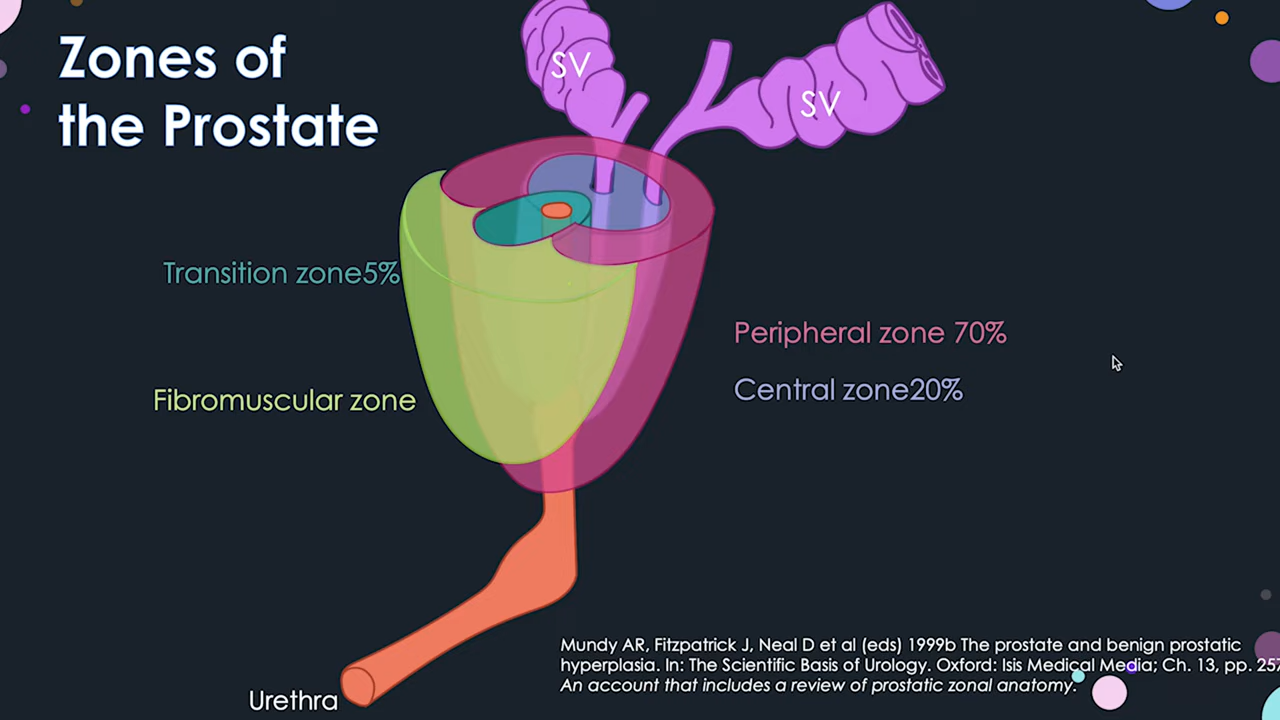 Zones of
the Prostate
SV
SV
Transition zone5%
Peripheral zone 70%
Central zone20%
Fibromuscular zone
Mundy AR, Fitzpatrick J, Neal D et al (eds) 1999b The prostate and benign prostatic
hyperplasia. In: The Scientific Basis of Urology. Oxford: Isis Medical Media; Ch. 13, pp. 257
An account that includes a review of prostatic zonal anatomy.
Urethra